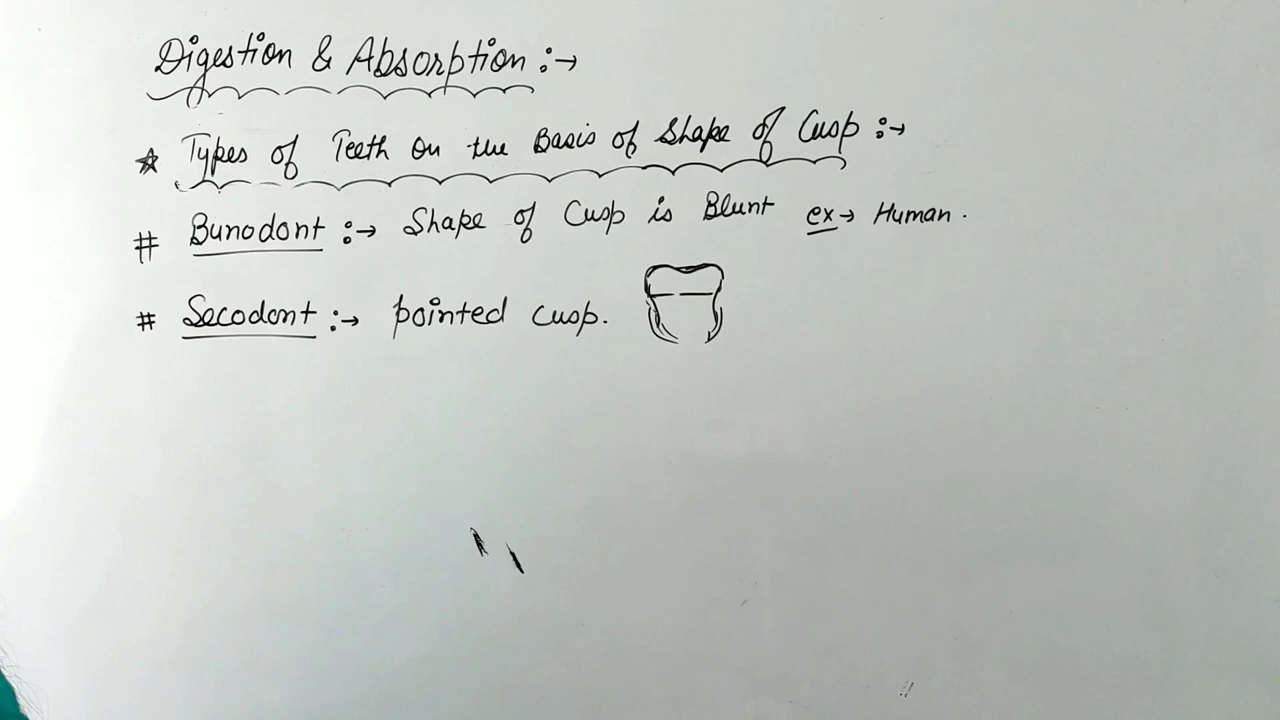 Digestion & Absorption :→
☆ Types of Teeth on the Basis of Shape of Cusp :→
# Bunodont :→ Shape of Cusp is Blunt ex → Human.
# Secodont :→ pointed cusp.